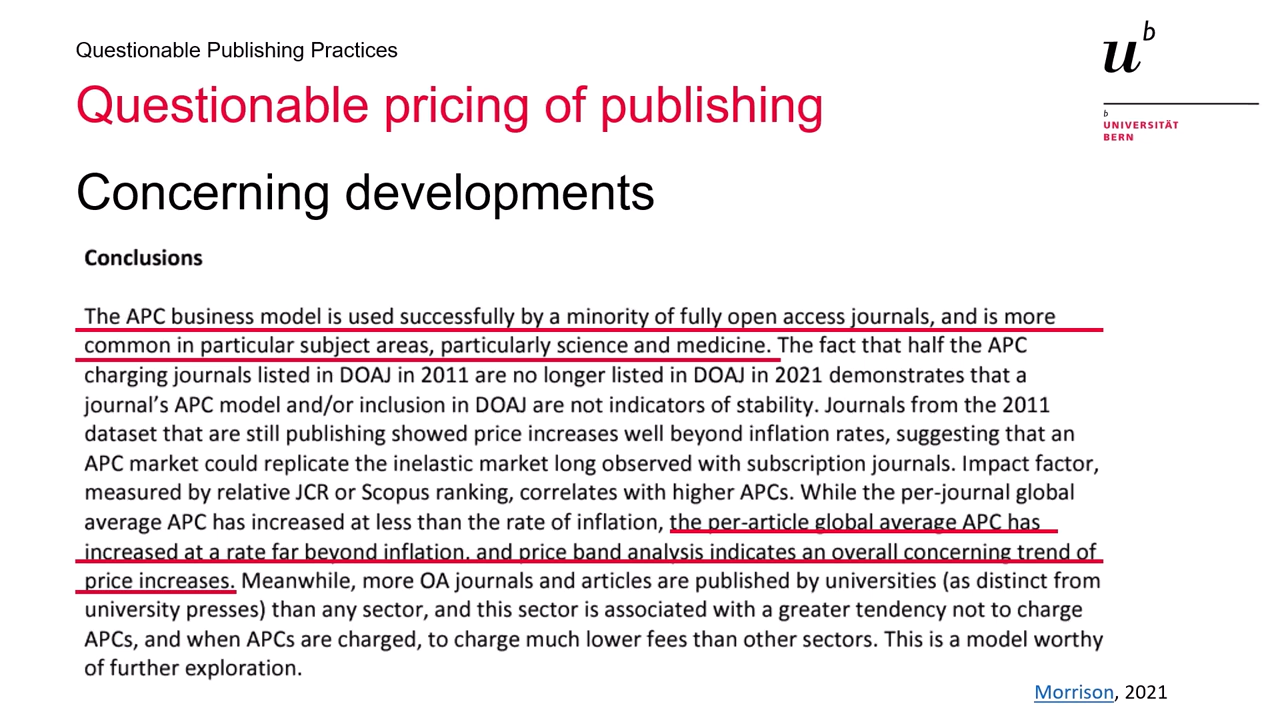 Questionable Publishing Practices
Questionable pricing of publishing
Concerning developments
u^b
b
UNIVERSITÄT
BERN
Conclusions
The APC business model is used successfully by a minority of fully open access journals, and is more
common in particular subject areas, particularly science and medicine. The fact that half the APC
charging journals listed in DOAJ in 2011 are no longer listed in DOAJ in 2021 demonstrates that a
journal’s APC model and/or inclusion in DOAJ are not indicators of stability. Journals from the 2011
dataset that are still publishing showed price increases well beyond inflation rates, suggesting that an
APC market could replicate the inelastic market long observed with subscription journals. Impact factor,
measured by relative JCR or Scopus ranking, correlates with higher APCs. While the per-journal global
average APC has increased at less than the rate of inflation, the per-article global average APC has
increased at a rate far beyond inflation, and price band analysis indicates an overall concerning trend of
price increases. Meanwhile, more OA journals and articles are published by universities (as distinct from
university presses) than any sector, and this sector is associated with a greater tendency not to charge
APCs, and when APCs are charged, to charge much lower fees than other sectors. This is a model worthy
of further exploration.
Morrison, 2021